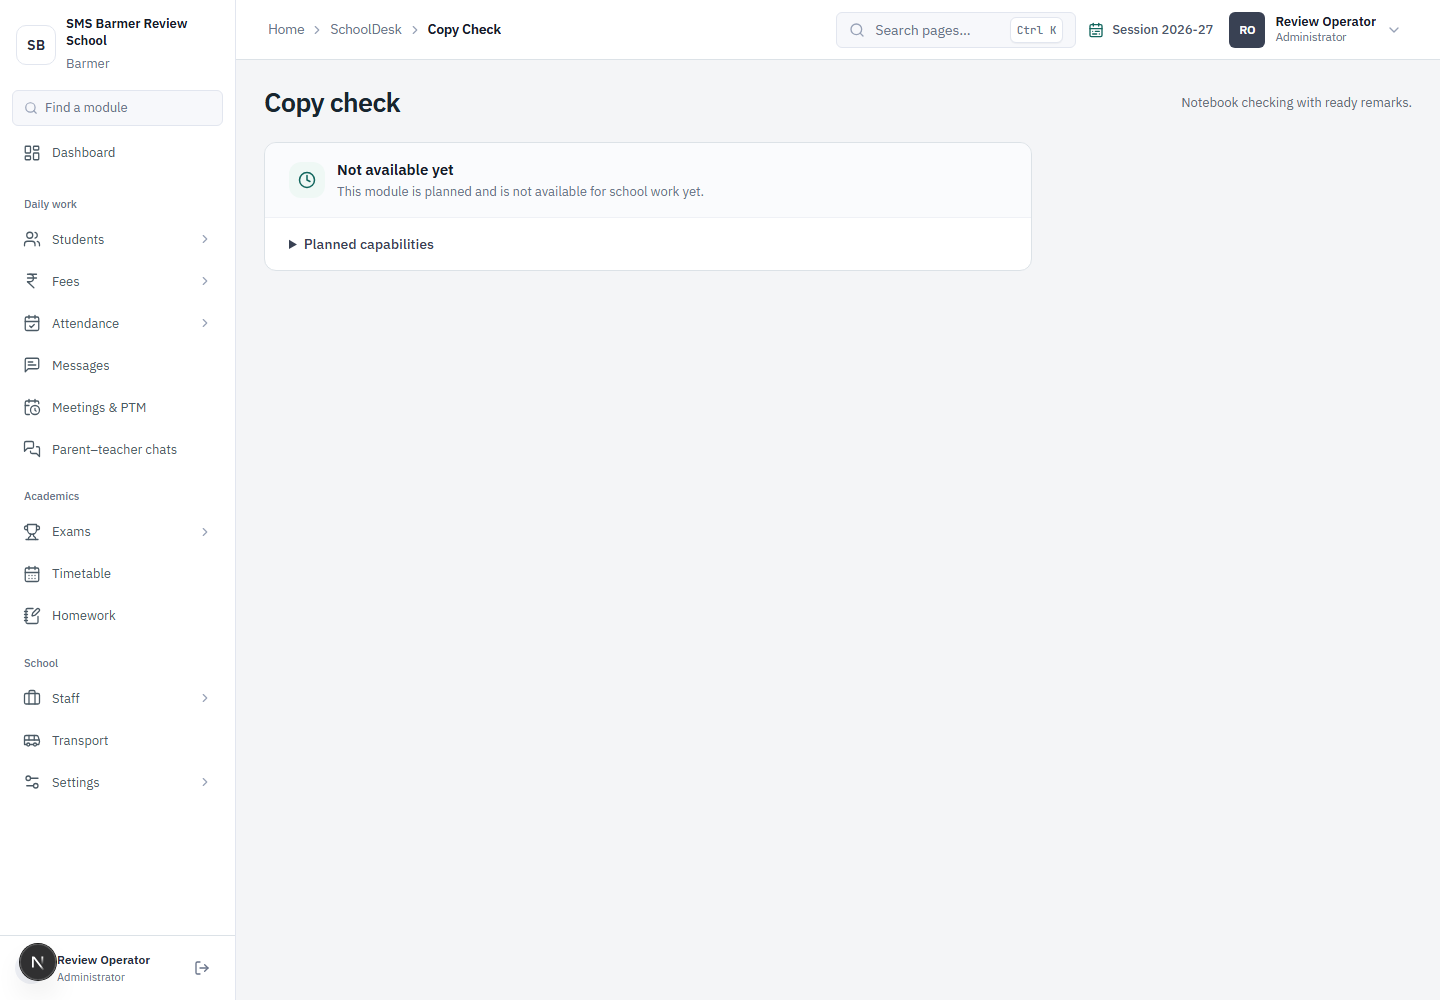 SB
SMS Barmer Review
School
Barmer
Find a module
Dashboard
Daily work
Students
Fees
Attendance
Messages
Meetings & PTM
Parent–teacher chats
Academics
Exams
Timetable
Homework
School
Staff
Transport
Settings
N
Review Operator
Administrator
Home > SchoolDesk > Copy Check
Search pages...
Ctrl K
Session 2026-27
RO
Review Operator
Administrator
Copy check
Notebook checking with ready remarks.
Not available yet
This module is planned and is not available for school work yet.
Planned capabilities